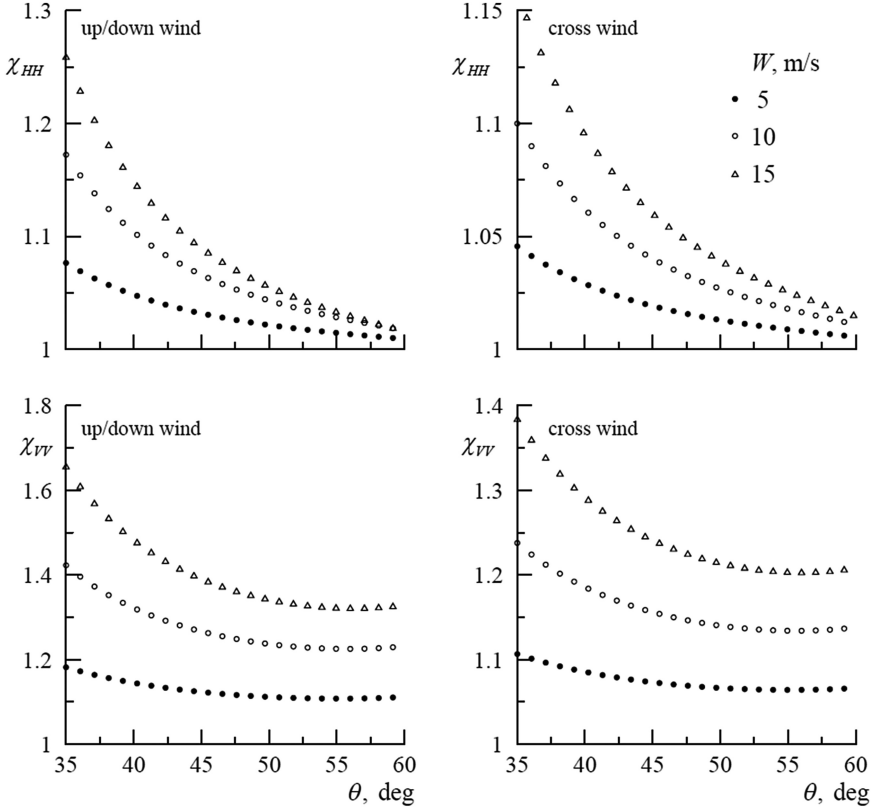 1.3
up/down wind
χHH
1.2
1.1
1
1.15
cross wind
χHH
W, m/s
5
10
15
1.1
1.05
1
1.8
up/down wind
χVV
1.6
1.4
1.2
1
35 40 45 50 55 60
θ, deg
1.4
cross wind
χVV
1.3
1.2
1.1
1
35 40 45 50 55 60
θ, deg